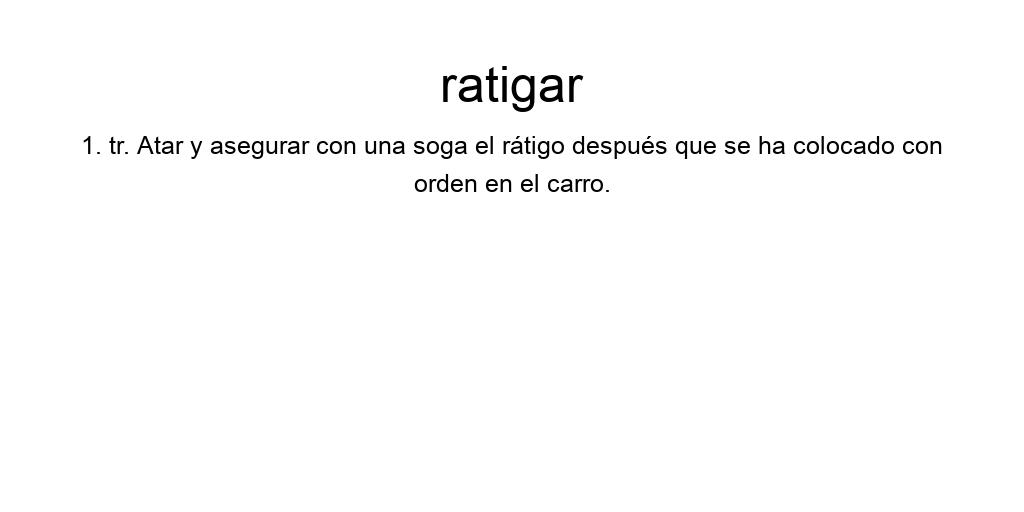 ratigar
1. tr. Atar y asegurar con una soga el rátigo después que se ha colocado con
orden en el carro.